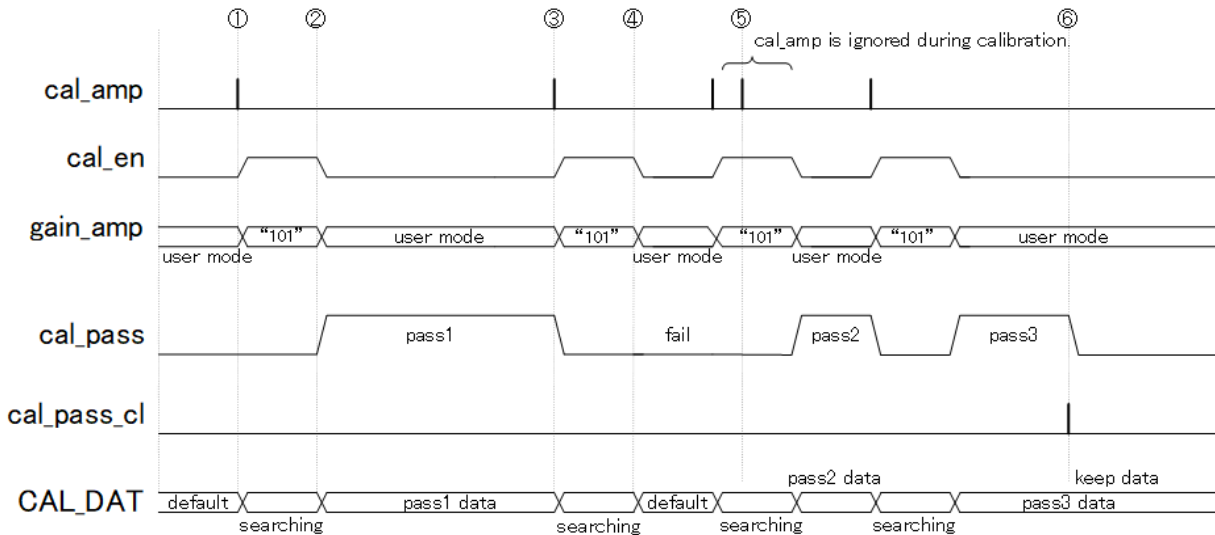 ① ② ③ ④ ⑤ ⑥
cal_amp is ignored during calibration.
cal_amp
cal_en
gain_amp "101" user mode "101" "101" "101" user mode
user mode user mode user mode
cal_pass pass1 fail pass2 pass3
cal_pass_cl
pass2 data keep data
CAL_DAT default pass1 data default pass3 data
searching searching searching searching